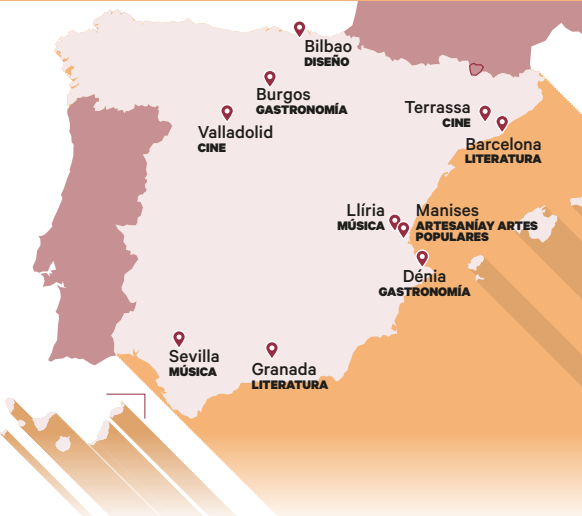 Bilbao
DISEÑO
Burgos
GASTRONOMÍA
Valladolid
CINE
Terrassa
CINE
Barcelona
LITERATURA
Llíria
MÚSICA
Manises
ARTESANÍAY ARTES
POPULARES
Dénia
GASTRONOMÍA
Sevilla
MÚSICA
Granada
LITERATURA